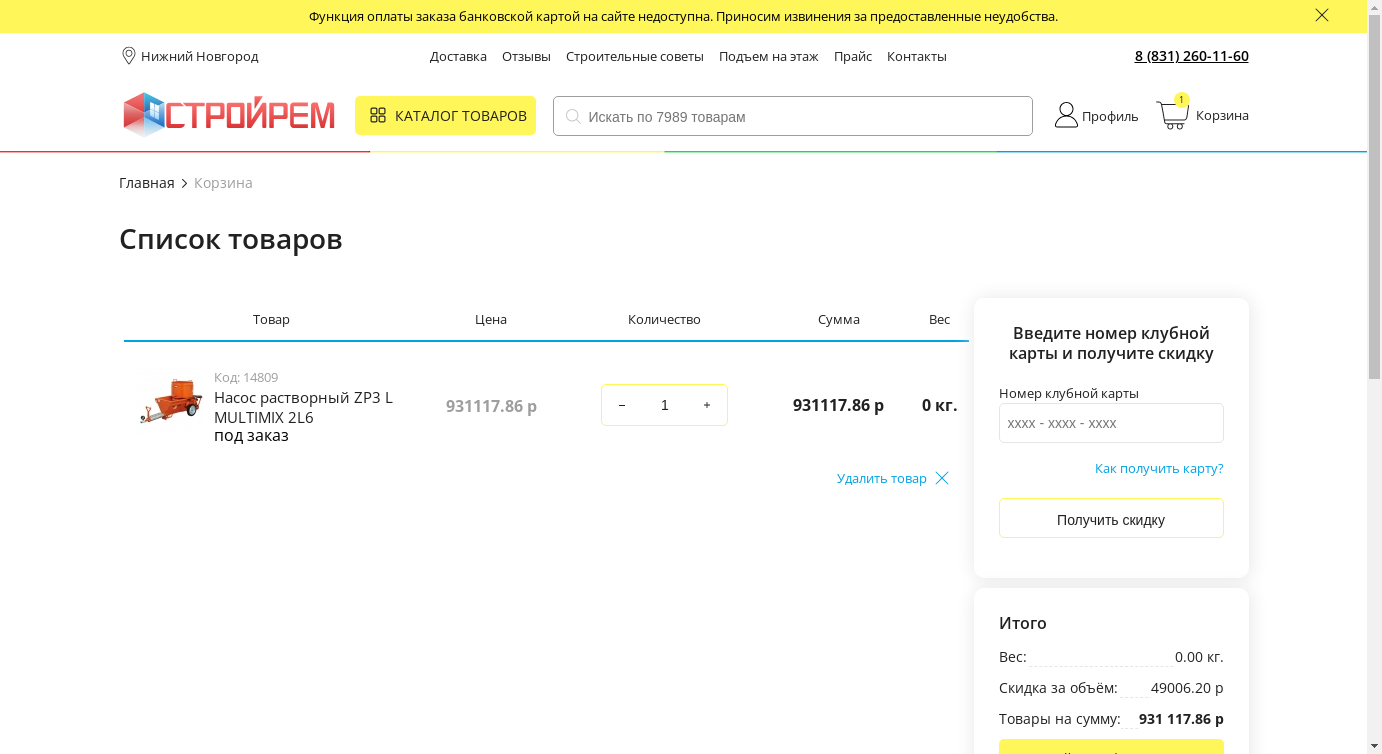 Функция оплаты заказа банковской картой на сайте недоступна. Приносим извинения за предоставленные неудобства.
Нижний Новгород
Доставка Отзывы Строительные советы Подъем на этаж Прайс Контакты
8 (831) 260-11-60
СТРОЙРЕМ
КАТАЛОГ ТОВАРОВ
Искать по 7989 товарам
Профиль
1
Корзина
Главная Корзина
Список товаров
Товар Цена Количество Сумма Вес
Код: 14809
Насос растворный ZP3 L
MULTIMIX 2L6
под заказ
931117.86 р
− 1 +
931117.86 р
0 кг.
Удалить товар
Введите номер клубной
карты и получите скидку
Номер клубной карты
xxxx - xxxx - xxxx
Как получить карту?
Получить скидку
Итого
Вес: 0.00 кг.
Скидка за объём: 49006.20 р
Товары на сумму: 931 117.86 р